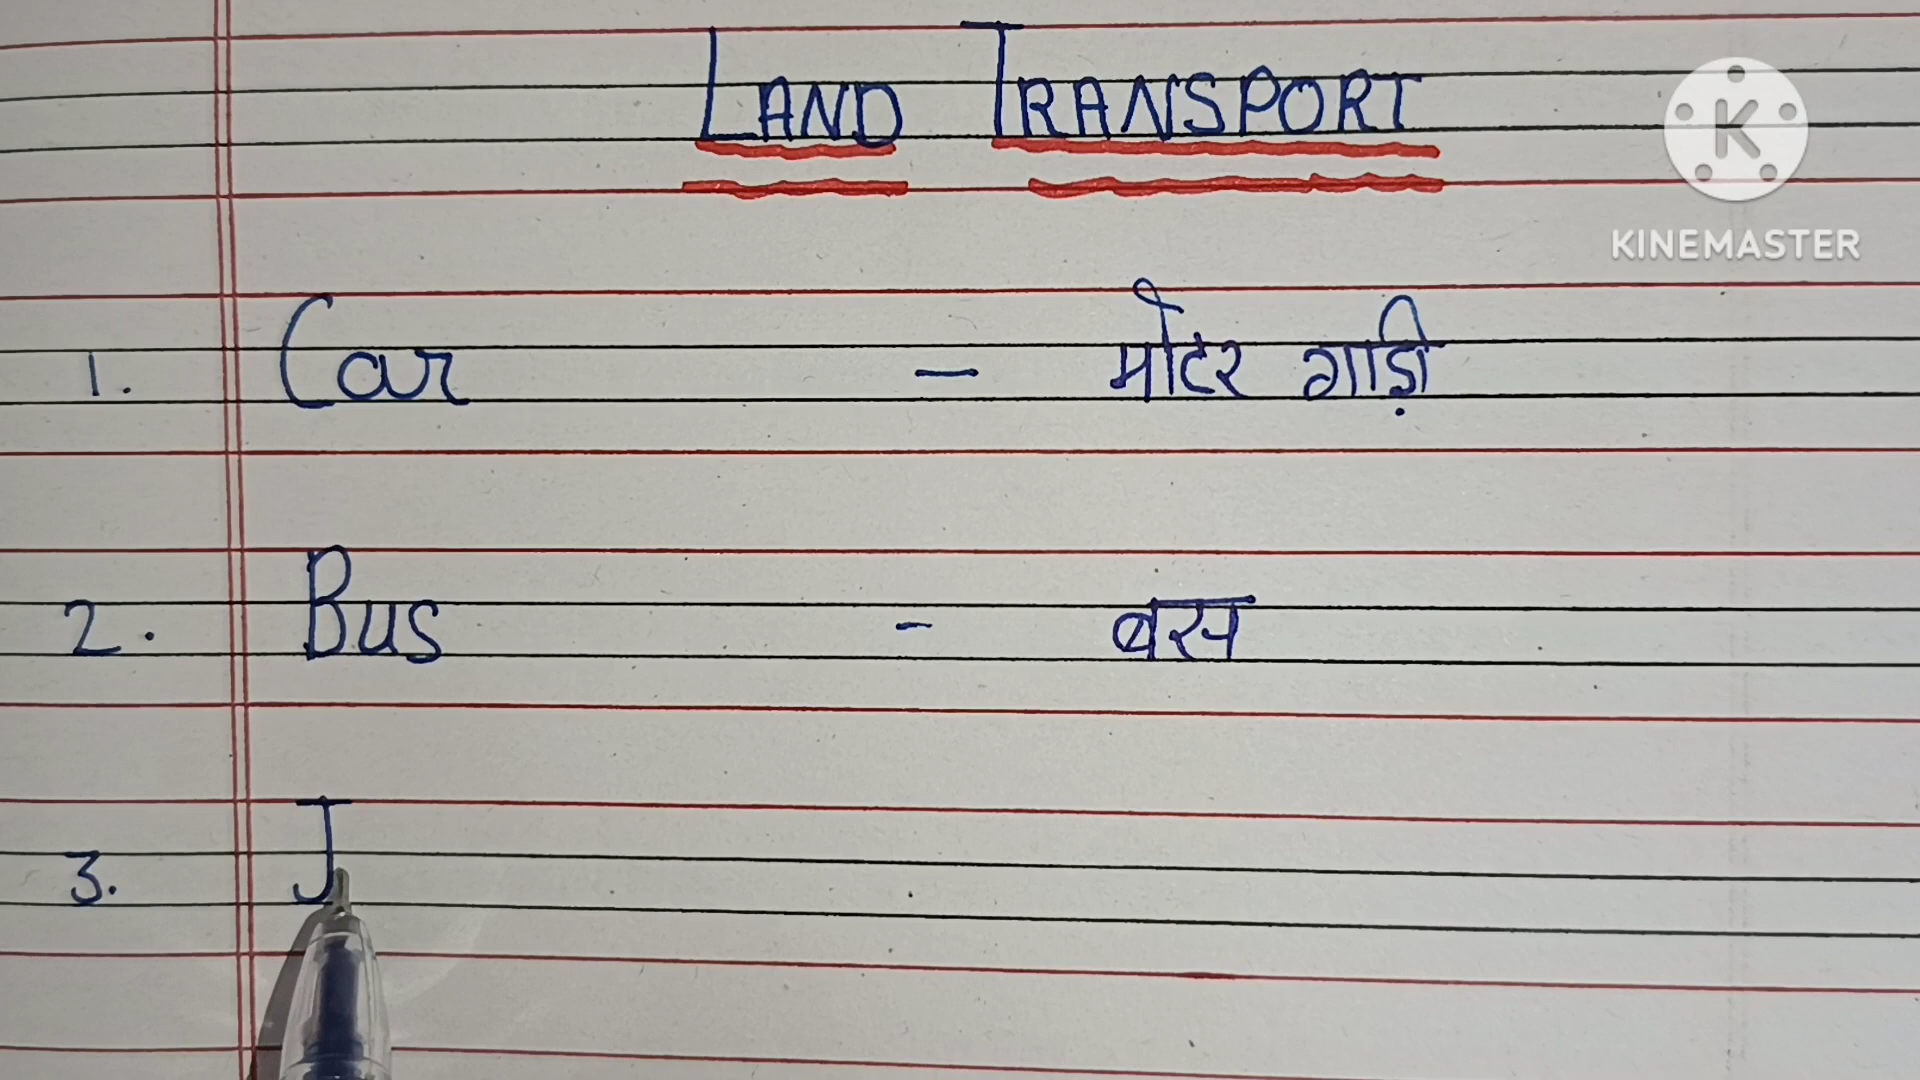 LAND TRANSPORT
KINEMASTER
1. Car – मोटर गाड़ी
2. Bus - बस
3. J